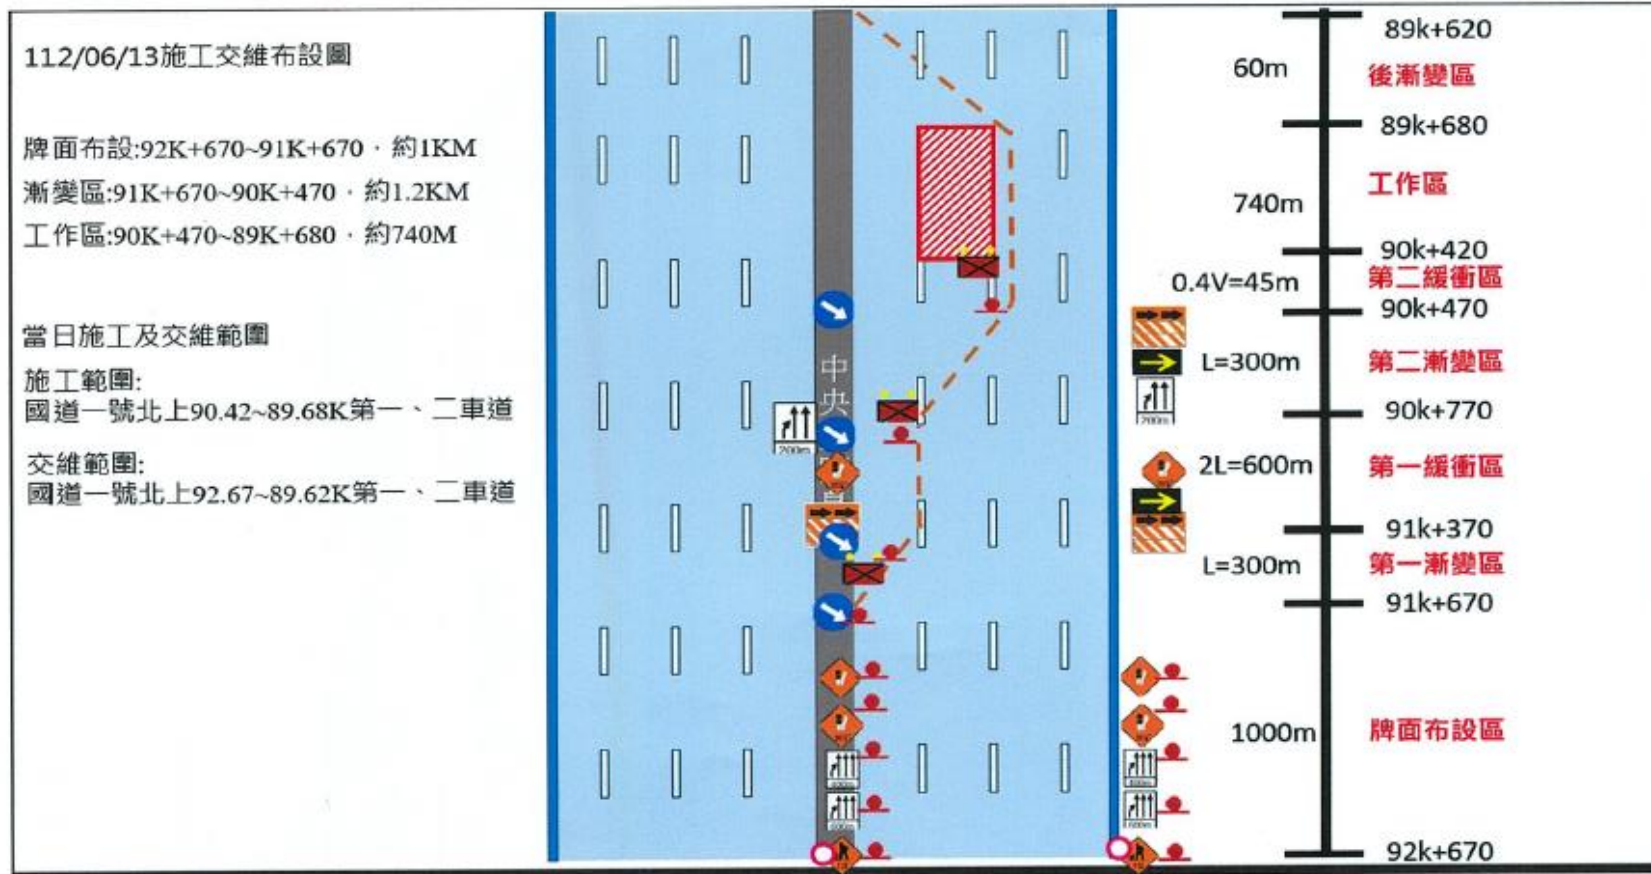 112/06/13施工交維布設圖
牌面布設:92K+670~91K+670,約1KM
漸變區:91K+670~90K+470,約1.2KM
工作區:90K+470~89K+680,約740M
當日施工及交維範圍
施工範圍:
國道一號北上90.42~89.68K第一、二車道
交維範圍:
國道一號北上92.67~89.62K第一、二車道
中
央
200m
200m
89k+620
60m
後漸變區
89k+680
工作區
740m
90k+420
0.4V=45m
第二緩衝區
90k+470
L=300m
第二漸變區
90k+770
2L=600m
第一緩衝區
91k+370
L=300m
第一漸變區
91k+670
1000m
牌面布設區
92k+670